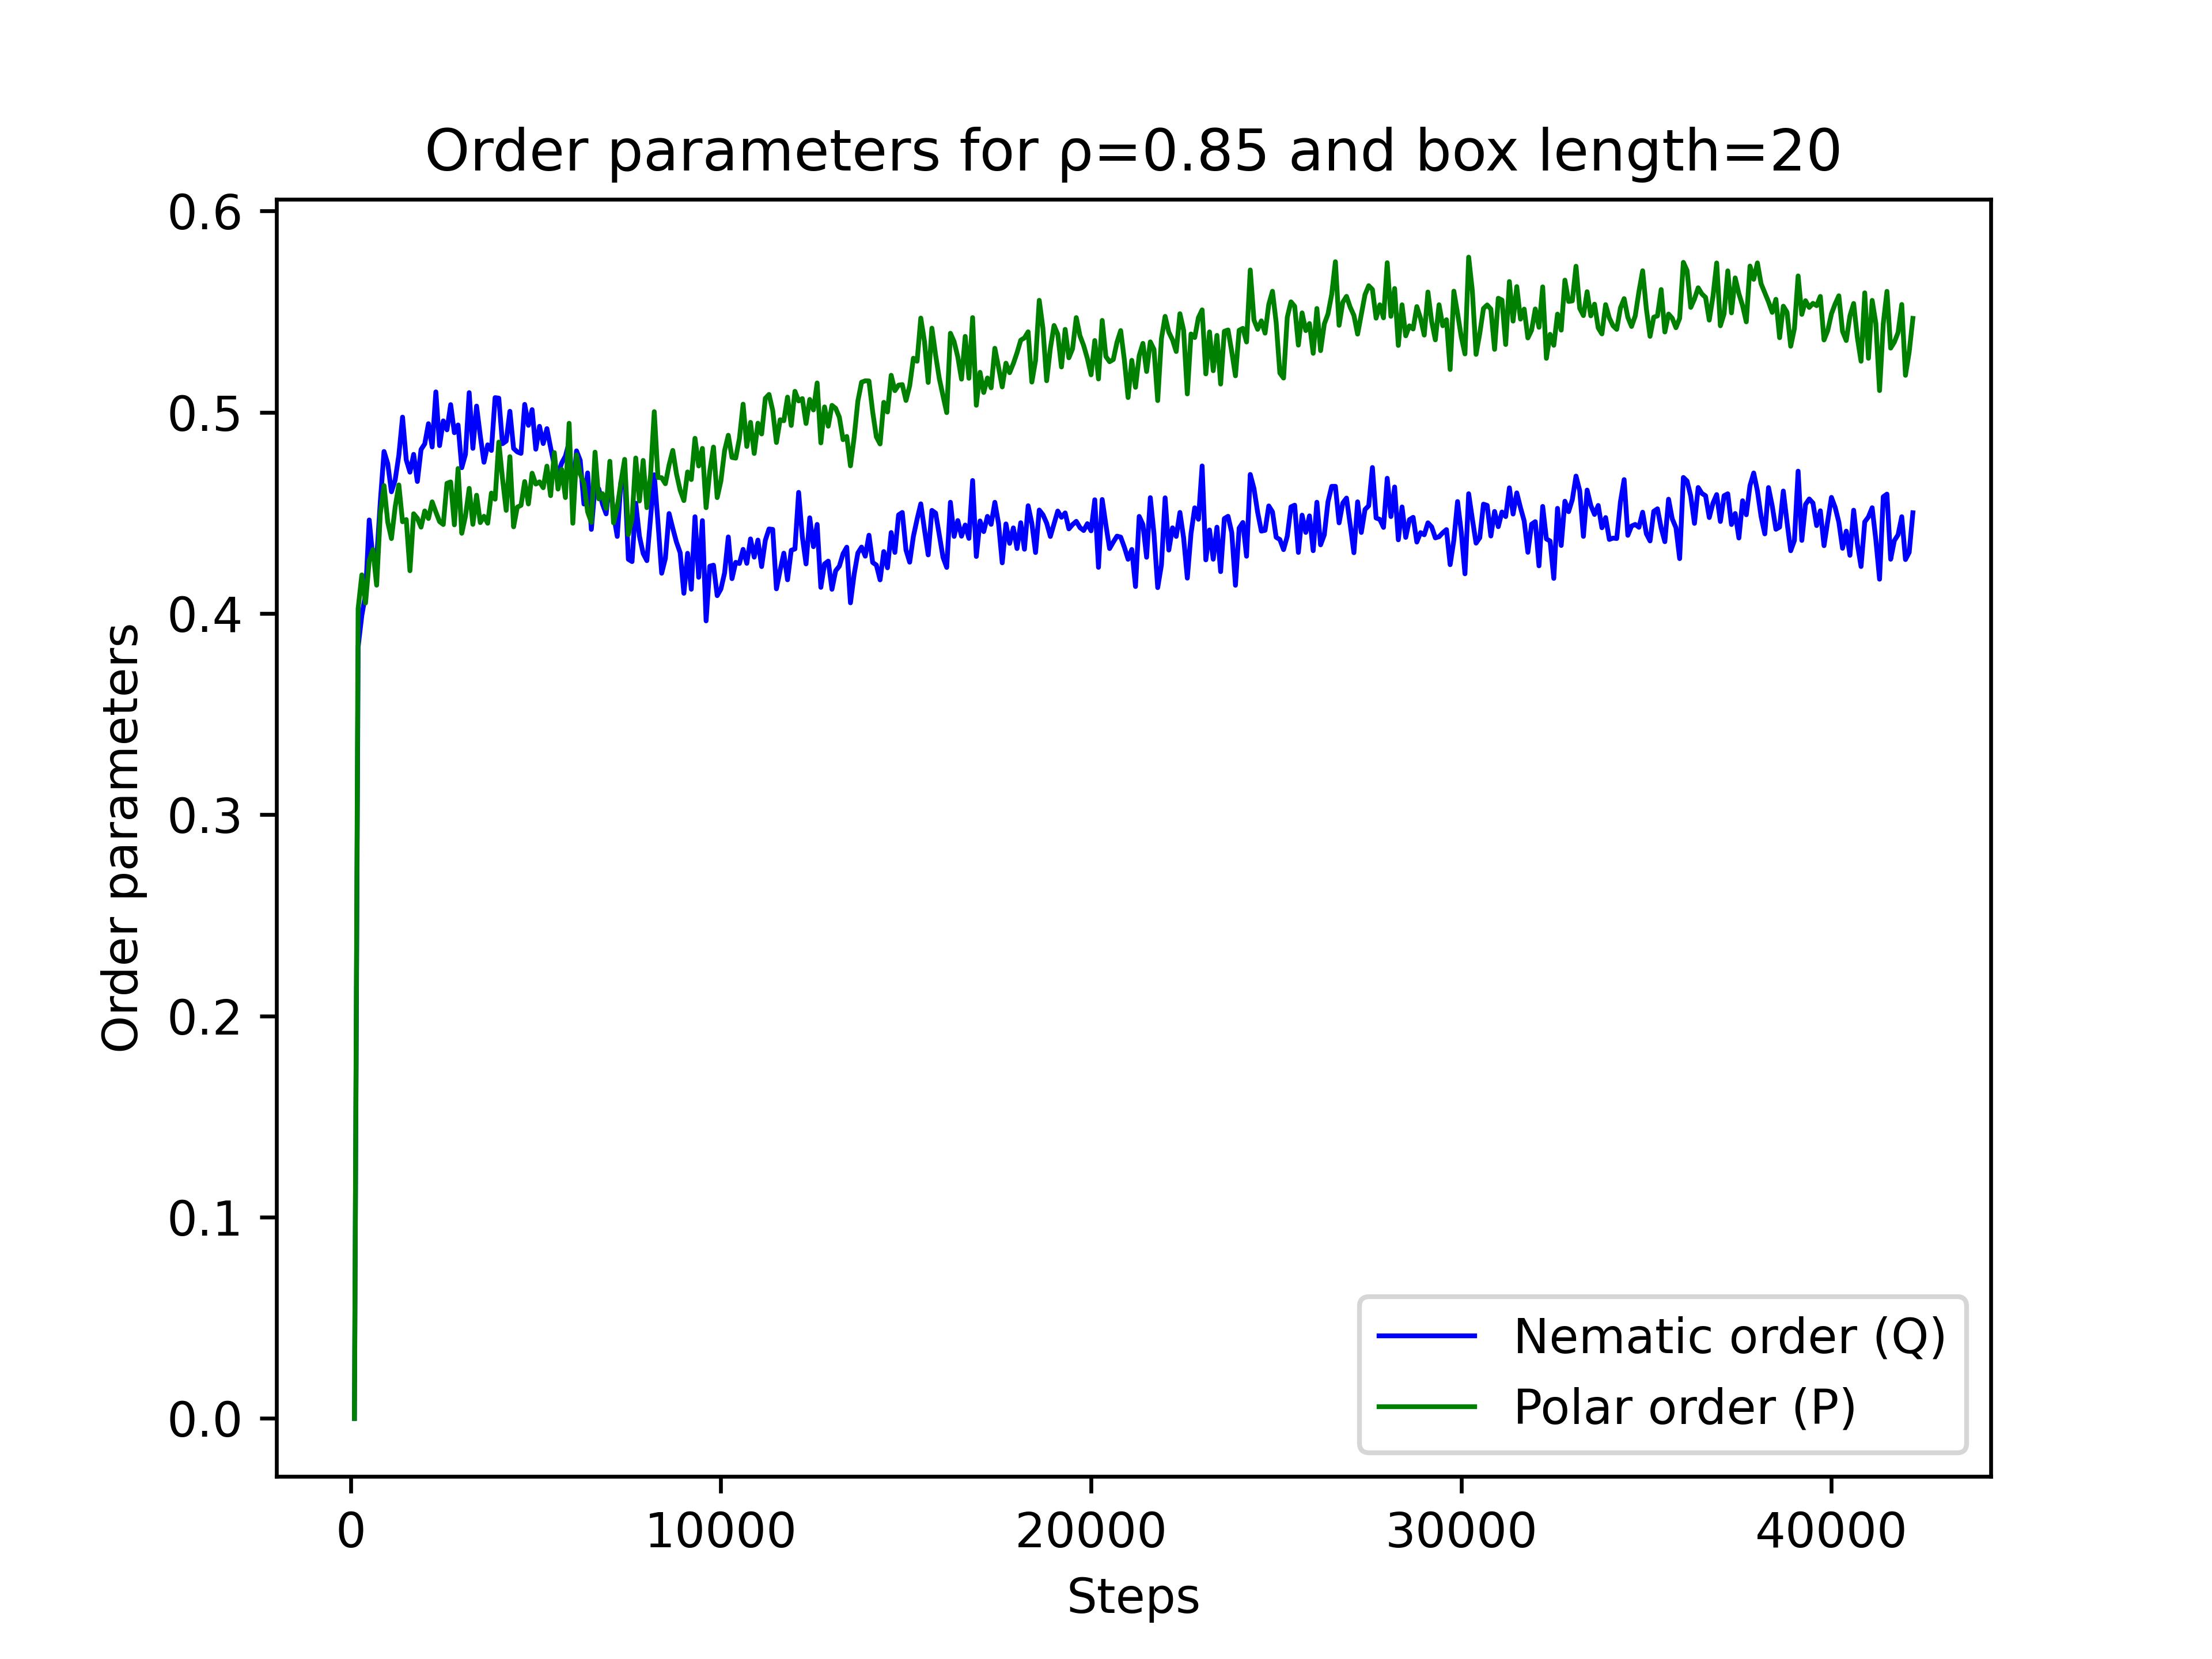 Order parameters for ρ=0.85 and box length=20
0.6
0.5
0.4
0.3
0.2
0.1
0.0
Order parameters
Nematic order (Q)
Polar order (P)
0 10000 20000 30000 40000
Steps